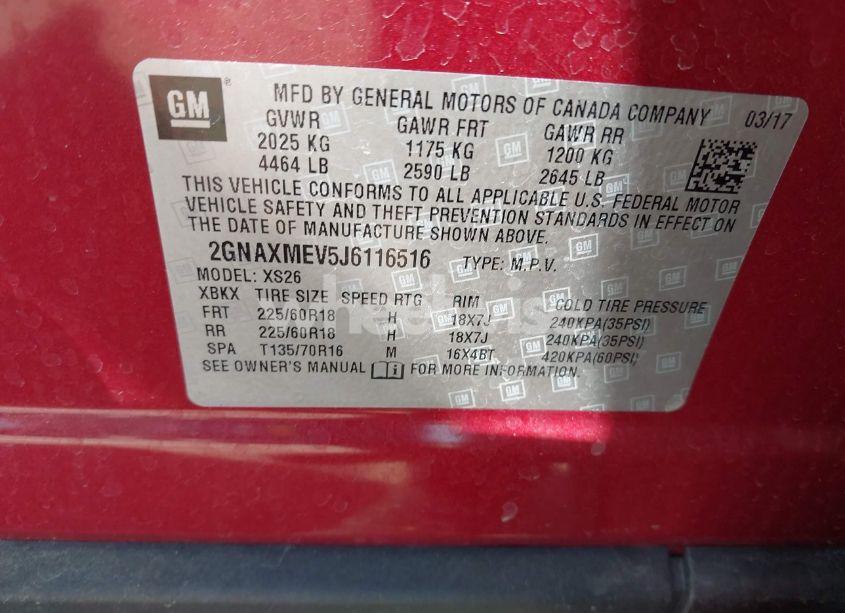 GM ®
MFD BY GENERAL MOTORS OF CANADA COMPANY 03/17
GVWR GAWR FRT GAWR RR
2025 KG 1175 KG 1200 KG
4464 LB 2590 LB 2645 LB
THIS VEHICLE CONFORMS TO ALL APPLICABLE U.S. FEDERAL MOTOR
VEHICLE SAFETY AND THEFT PREVENTION STANDARDS IN EFFECT ON
THE DATE OF MANUFACTURE SHOWN ABOVE.
2GNAXMEV5J6116516 TYPE: M.P.V.
MODEL: XS26
XBKX TIRE SIZE SPEED RTG RIM COLD TIRE PRESSURE
FRT 225/60R18 H 18X7J 240KPA(35PSI)
RR 225/60R18 H 18X7J 240KPA(35PSI)
SPA T135/70R16 M 16X4BT 420KPA(60PSI)
SEE OWNER'S MANUAL i FOR MORE INFORMATION.